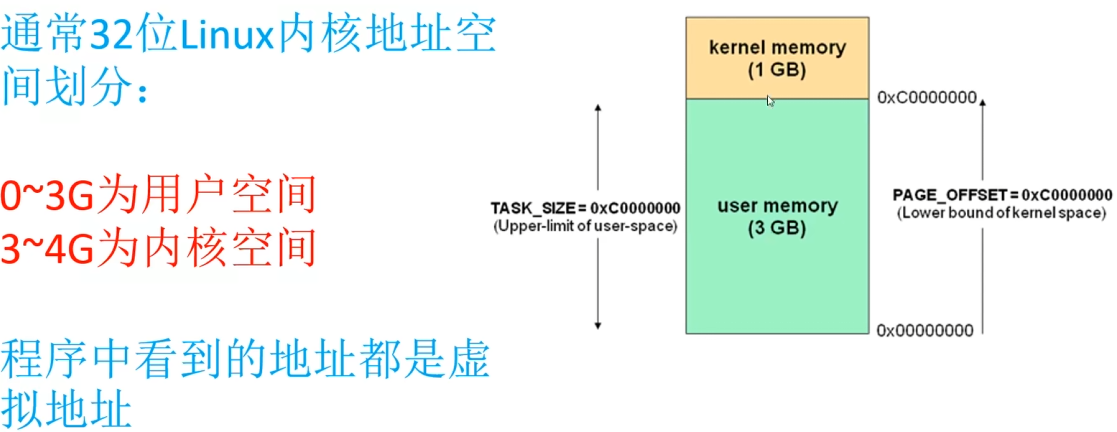 通常32位Linux内核地址空
间划分：
0~3G为用户空间
3~4G为内核空间
程序中看到的地址都是虚
拟地址
kernel memory
(1 GB)
0xC0000000
TASK_SIZE = 0xC0000000
(Upper-limit of user-space)
user memory
(3 GB)
PAGE_OFFSET = 0xC0000000
(Lower bound of kernel space)
0x00000000